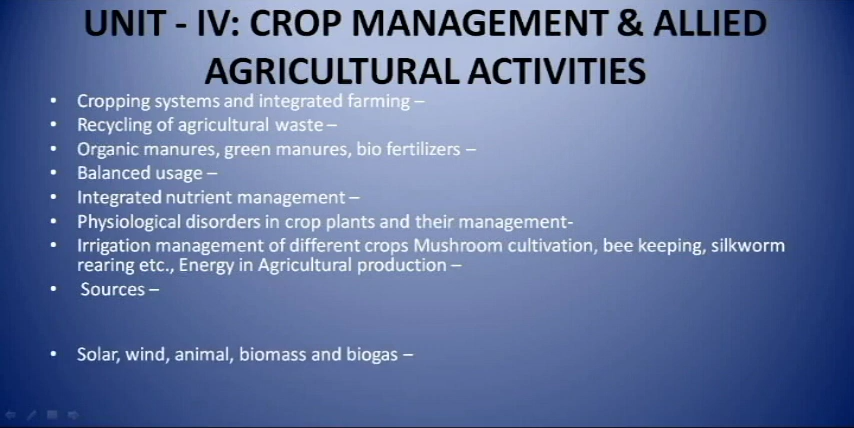 UNIT - IV: CROP MANAGEMENT & ALLIED
AGRICULTURAL ACTIVITIES
• Cropping systems and integrated farming –
• Recycling of agricultural waste –
• Organic manures, green manures, bio fertilizers –
• Balanced usage –
• Integrated nutrient management –
• Physiological disorders in crop plants and their management-
• Irrigation management of different crops Mushroom cultivation, bee keeping, silkworm
rearing etc., Energy in Agricultural production –
• Sources –
• Solar, wind, animal, biomass and biogas –